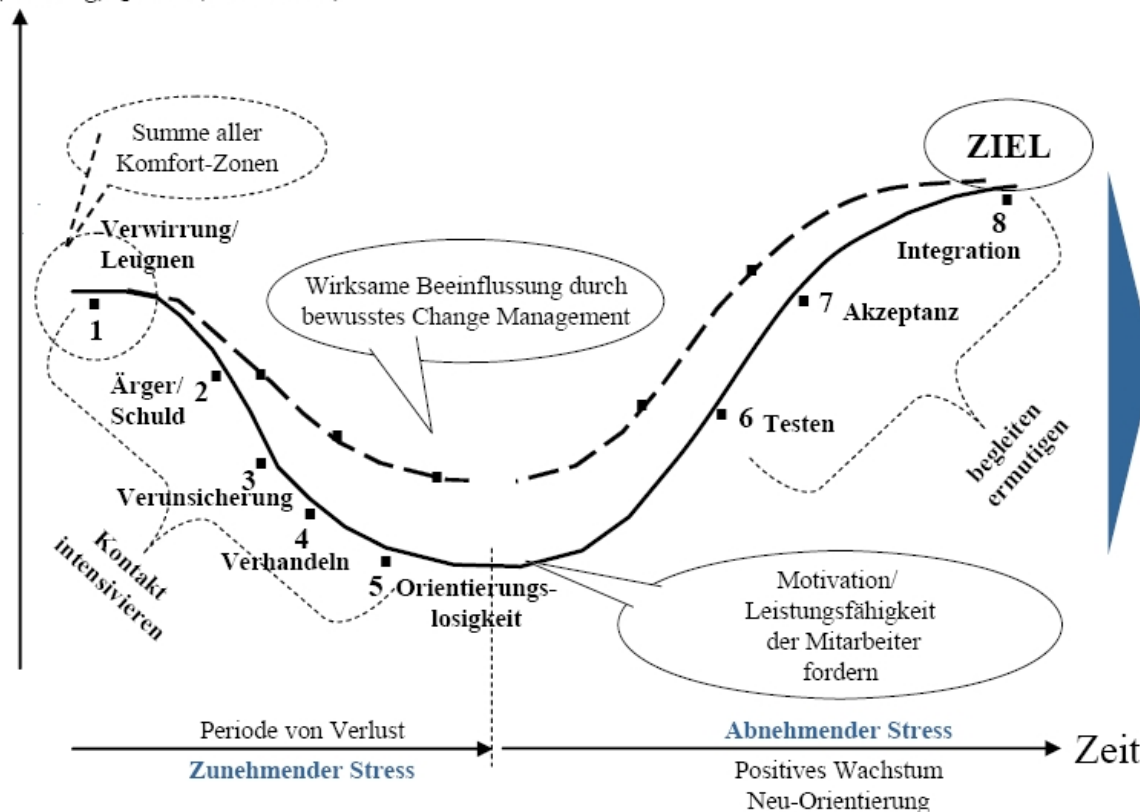 Summe aller
Komfort-Zonen
ZIEL
Verwirrung/
Leugnen
1
Wirksame Beeinflussung durch
bewusstes Change Management
8
Integration
7 Akzeptanz
Ärger/
Schuld
2
6 Testen
begleiten
ermutigen
3
Verunsicherung
4
Verhandeln
Kontakt
intensivieren
5 Orientierungs-
losigkeit
Motivation/
Leistungsfähigkeit
der Mitarbeiter
fordern
Periode von Verlust
Zunehmender Stress
Abnehmender Stress
Positives Wachstum
Neu-Orientierung
Zeit